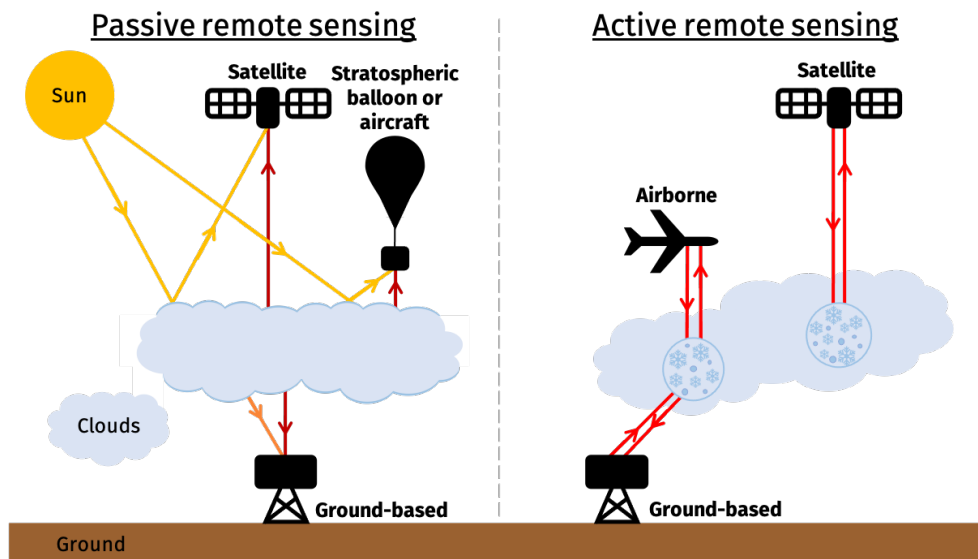 Passive remote sensing
Sun
Satellite
Stratospheric
balloon or
aircraft
Clouds
Ground-based
Ground
Active remote sensing
Satellite
Airborne
Ground-based